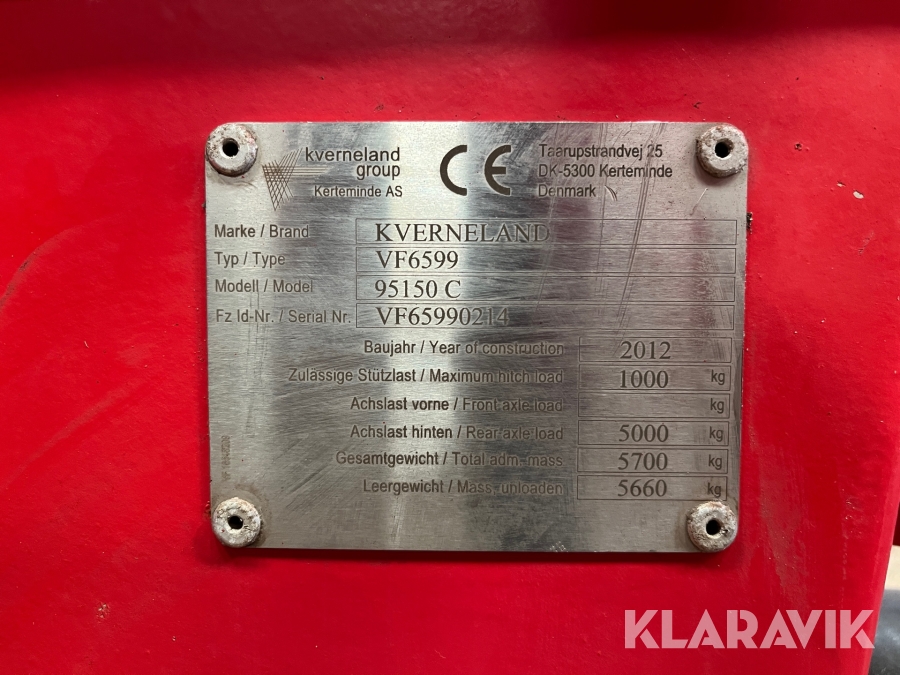 kverneland
group
Kerteminde AS
CE
Taarupstrandvej 25
DK-5300 Kerteminde
Denmark
Marke / Brand KVERNELAND
Typ / Type VF6599
Modell / Model 95150 C
Fz Id-Nr. / Serial Nr. VF65990214
Baujahr / Year of construction 2012
Zulässige Stützlast / Maximum hitch load 1000 kg
Achslast vorne / Front axle load kg
Achslast hinten / Rear axle load 5000 kg
Gesamtgewicht / Total adm. mass 5700 kg
Leergewicht / Mass, unloaden 5660 kg
KLARAVIK